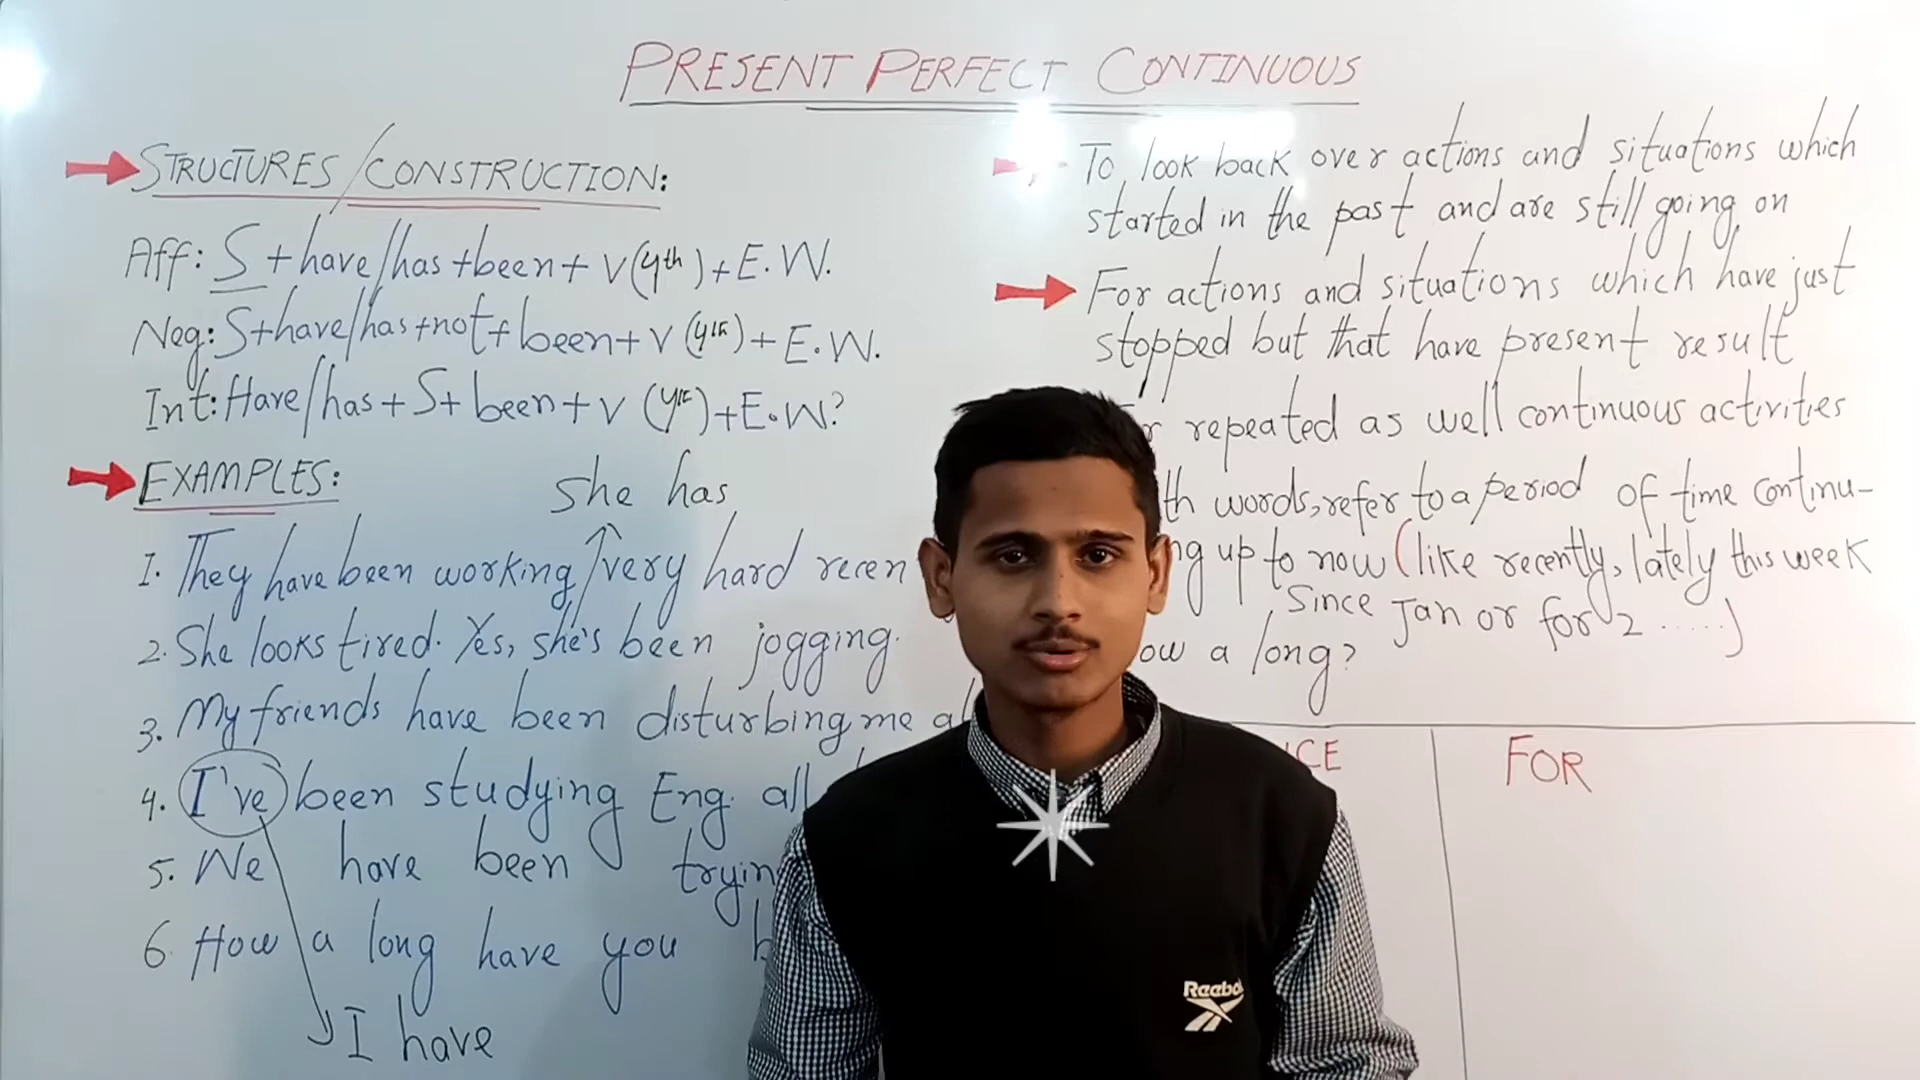 PRESENT PERFECT CONTINUOUS
STRUCTURES/CONSTRUCTION:
Aff: S+have/has+been+V(4th)+E.W.
Neg: S+have/has+not+been+V(4th)+E.W.
Int: Have/has+S+been+V()+E.W?
EXAMPLES:
She has
1. They have been working very hard recen
2. She looks tired. Yes, she's been jogging.
3. My friends have been disturbing me
4. I've been studying Eng. all
5. We have been tryin
6. How a long have you b
I have
- To look back over actions and situations which
started in the past and are still going on
For actions and situations which have just
stopped but that have present result
repeated as well continuous activities
th words, refer to a period of time continu-
ng up to now (like recently, lately this week
Since Jan or for 2 .....)
ow a long?
CE
FOR
Reebo